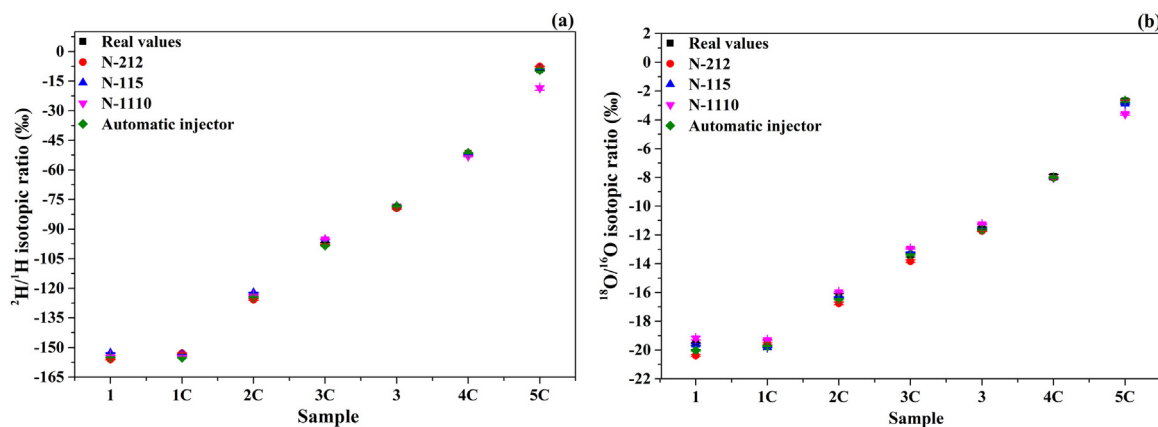 (a)
Real values
N-212
N-115
N-1110
Automatic injector
²H/¹H isotopic ratio (‰)
0
-15
-30
-45
-60
-75
-90
-105
-120
-135
-150
-165
1 1C 2C 3C 3 4C 5C
Sample
(b)
Real values
N-212
N-115
N-1110
Automatic injector
¹⁸O/¹⁶O isotopic ratio (‰)
2
0
-2
-4
-6
-8
-10
-12
-14
-16
-18
-20
-22
1 1C 2C 3C 3 4C 5C
Sample